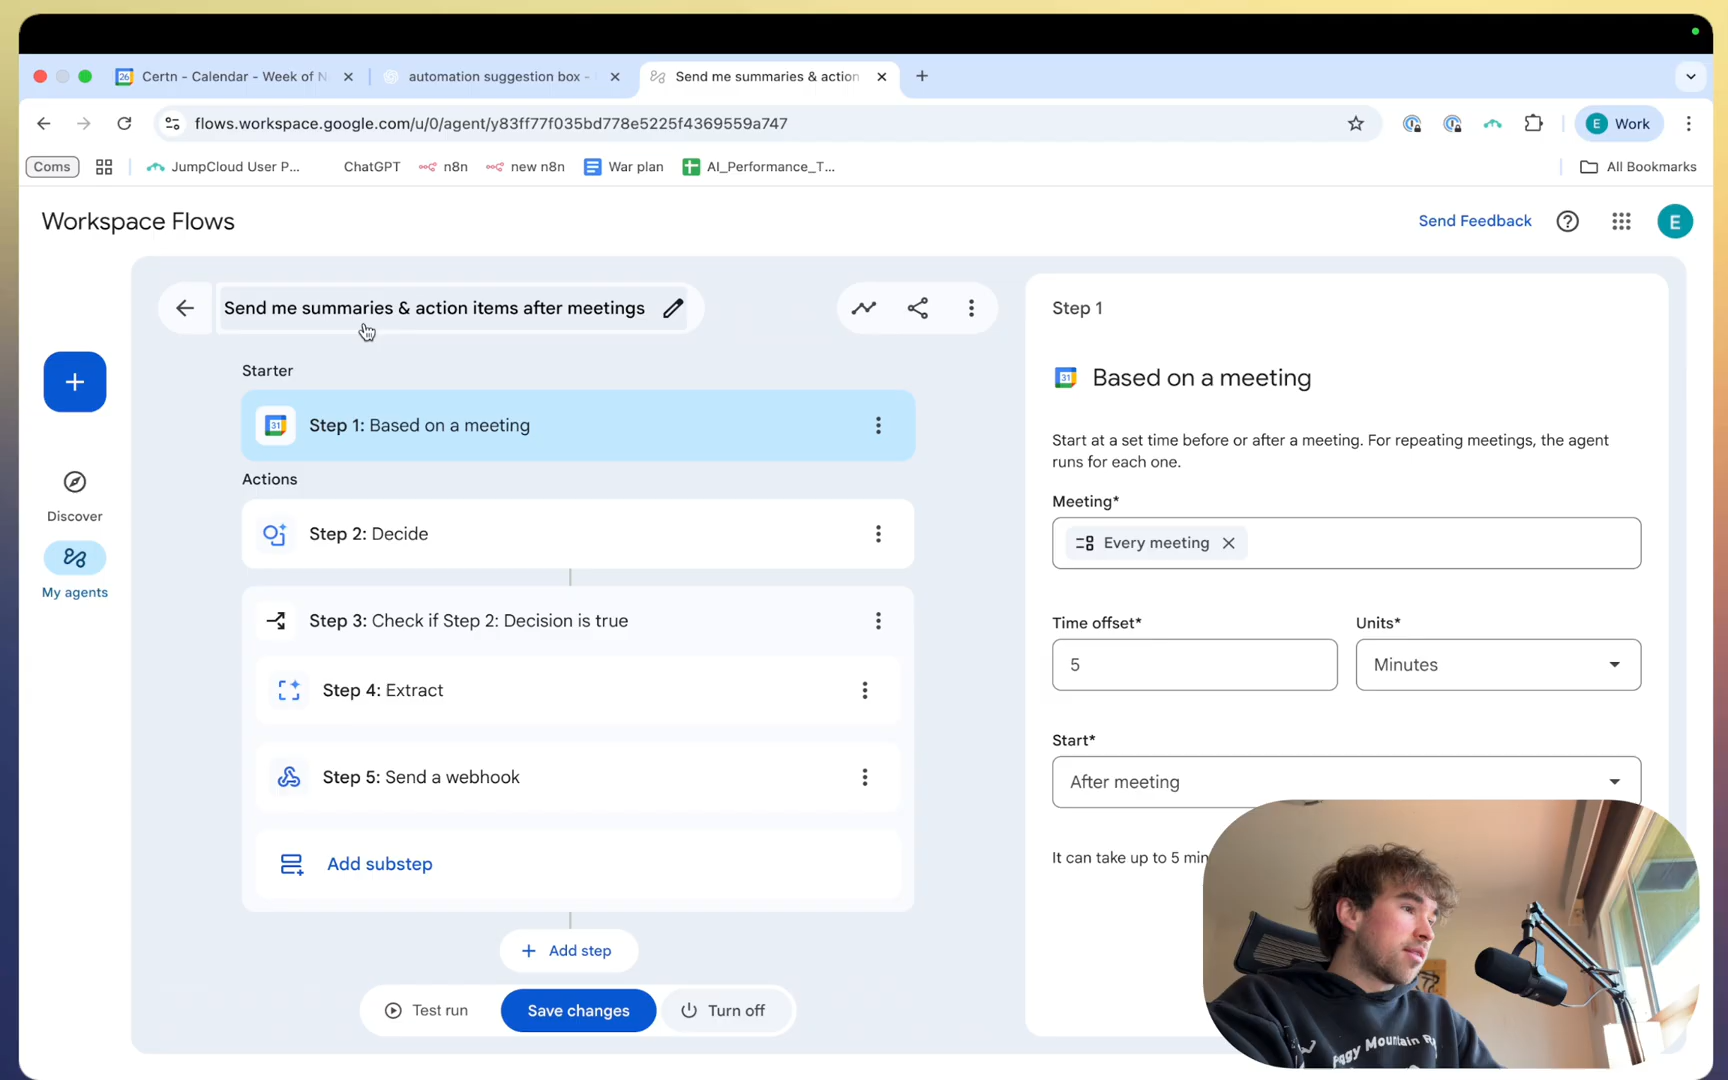 Certn - Calendar - Week of N
automation suggestion box -
Send me summaries & action
flows.workspace.google.com/u/0/agent/y83ff77f035bd778e5225f4369559a747
E Work
Coms
JumpCloud User P...
ChatGPT
n8n
new n8n
War plan
AI_Performance_T...
All Bookmarks
Workspace Flows
Send Feedback
E
Send me summaries & action items after meetings
Starter
31
Step 1: Based on a meeting
Actions
Step 2: Decide
Step 3: Check if Step 2: Decision is true
Step 4: Extract
Step 5: Send a webhook
Add substep
Add step
Test run
Save changes
Turn off
Discover
My agents
Step 1
31
Based on a meeting
Start at a set time before or after a meeting. For repeating meetings, the agent
runs for each one.
Meeting*
Every meeting
Time offset*
Units*
5
Minutes
Start*
After meeting
It can take up to 5 min
Mountain